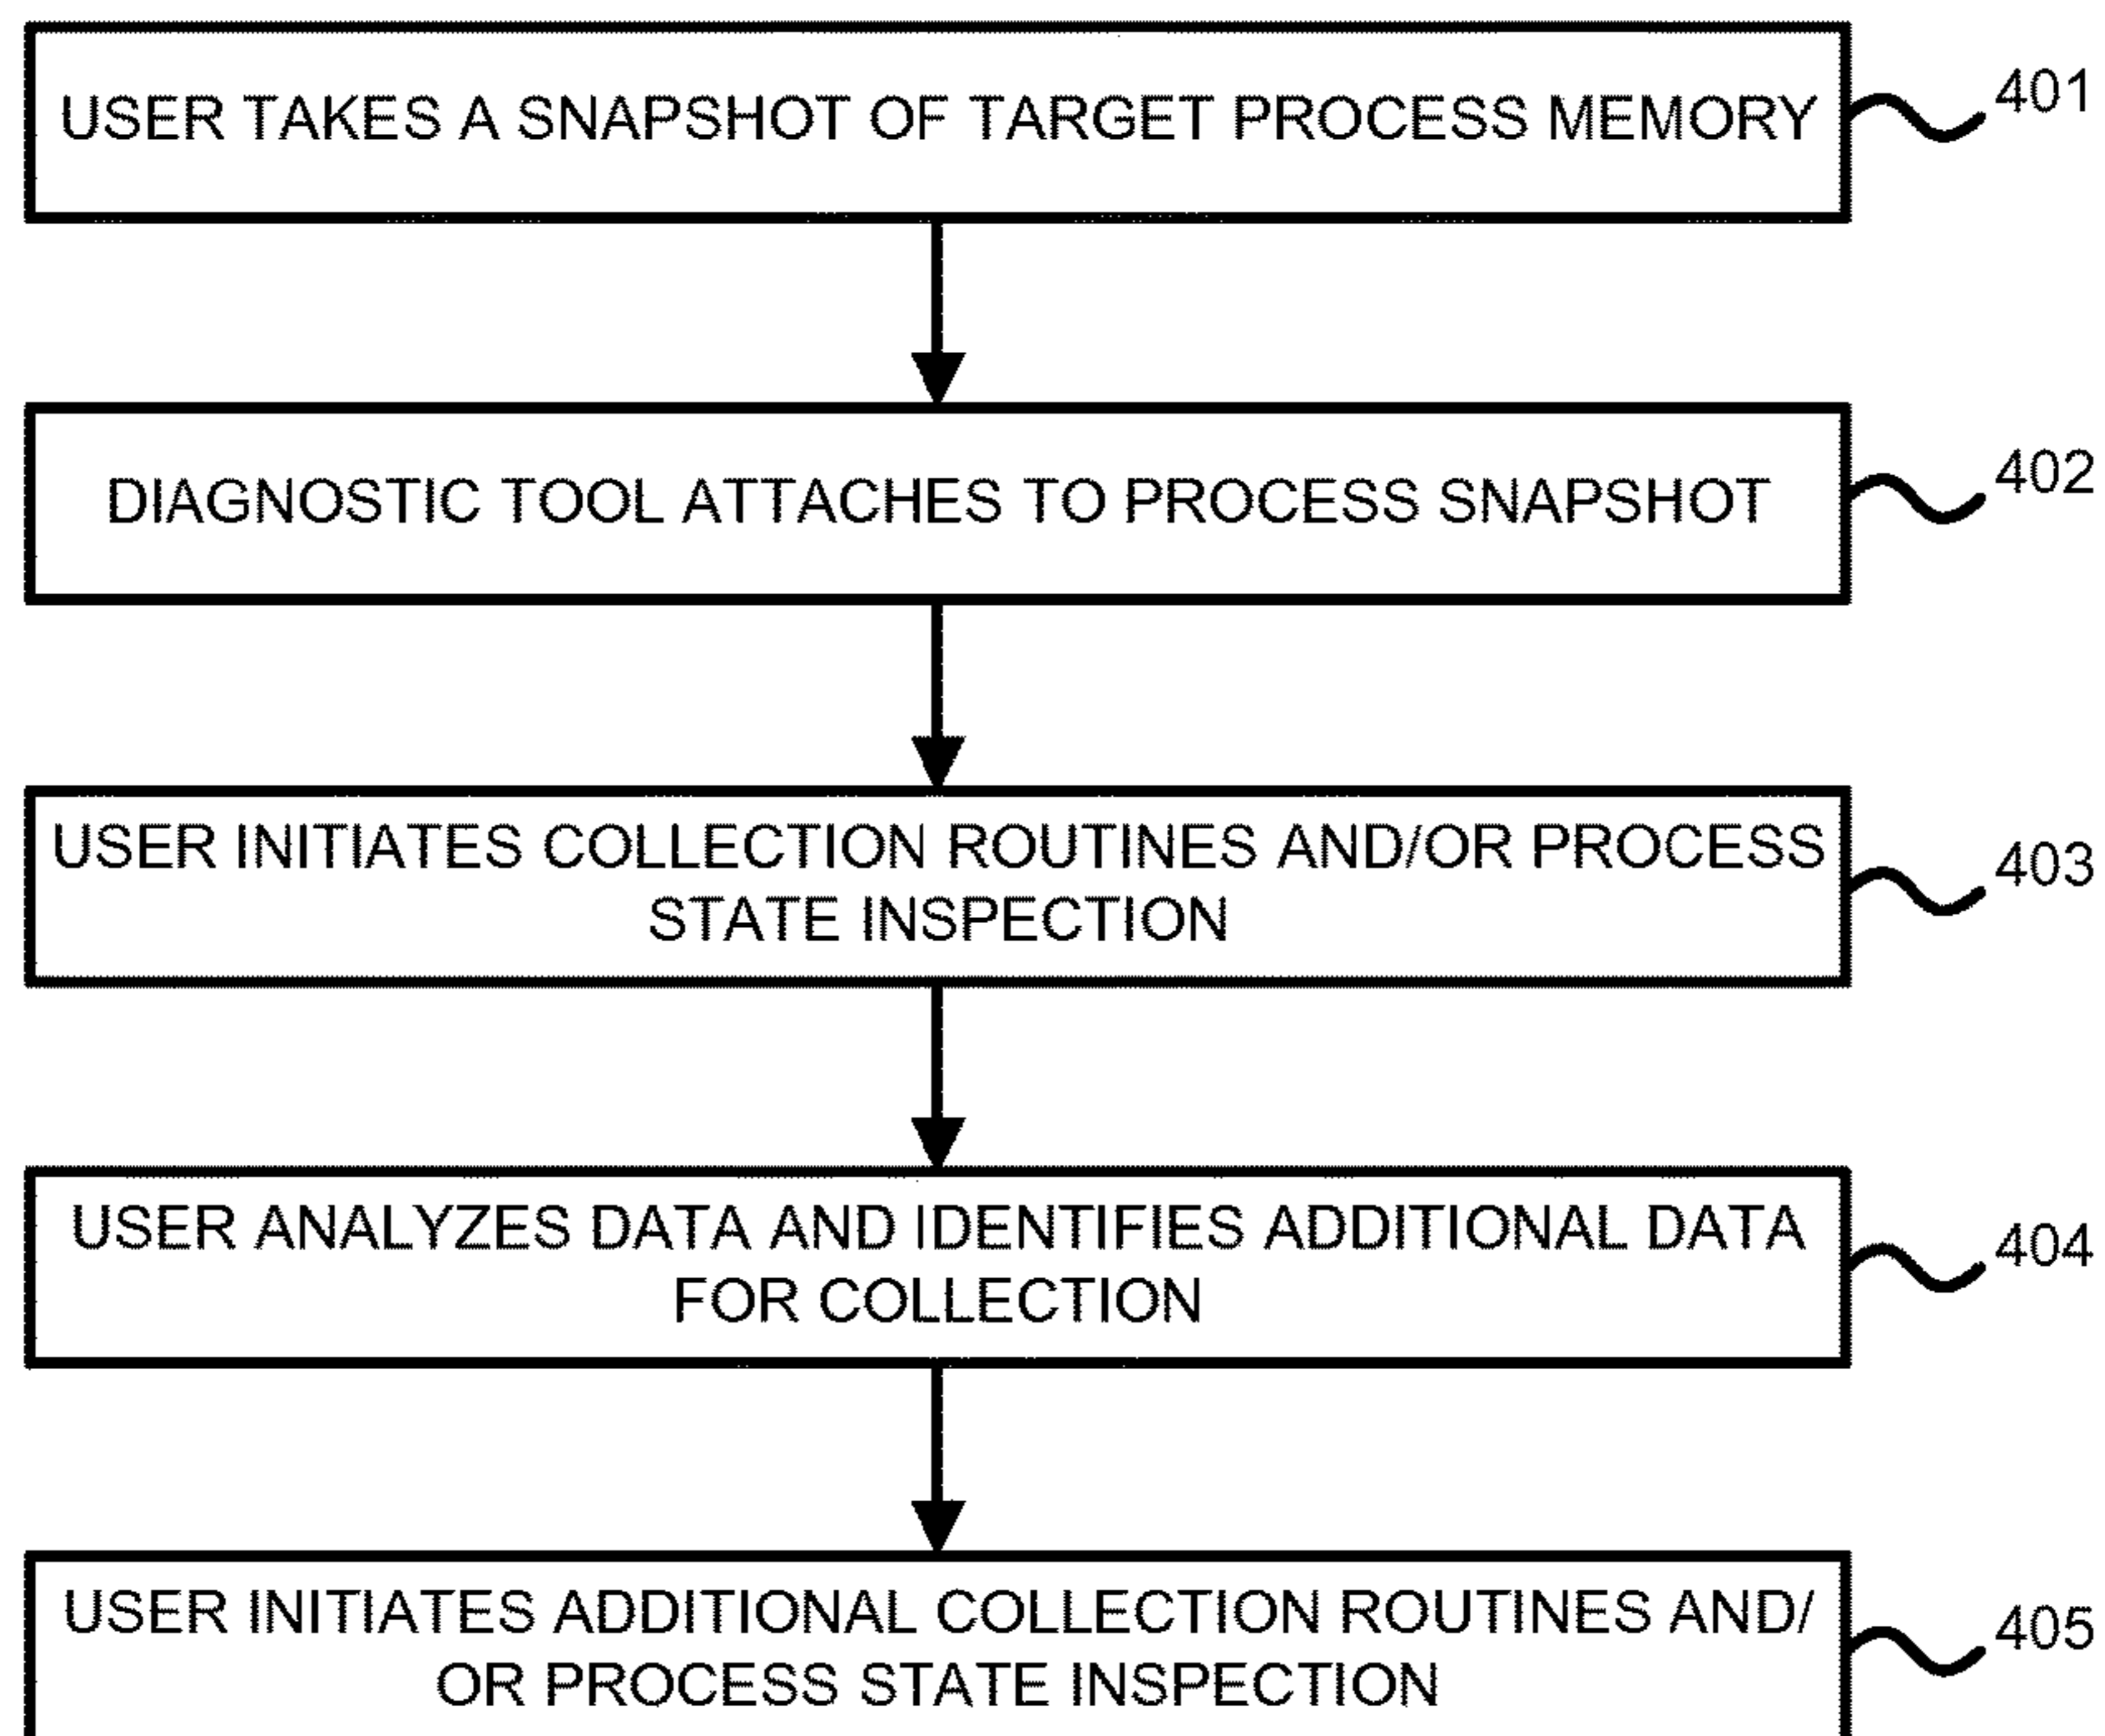 USER TAKES A SNAPSHOT OF TARGET PROCESS MEMORY
401
DIAGNOSTIC TOOL ATTACHES TO PROCESS SNAPSHOT
402
USER INITIATES COLLECTION ROUTINES AND/OR PROCESS
STATE INSPECTION
403
USER ANALYZES DATA AND IDENTIFIES ADDITIONAL DATA
FOR COLLECTION
404
USER INITIATES ADDITIONAL COLLECTION ROUTINES AND/
OR PROCESS STATE INSPECTION
405